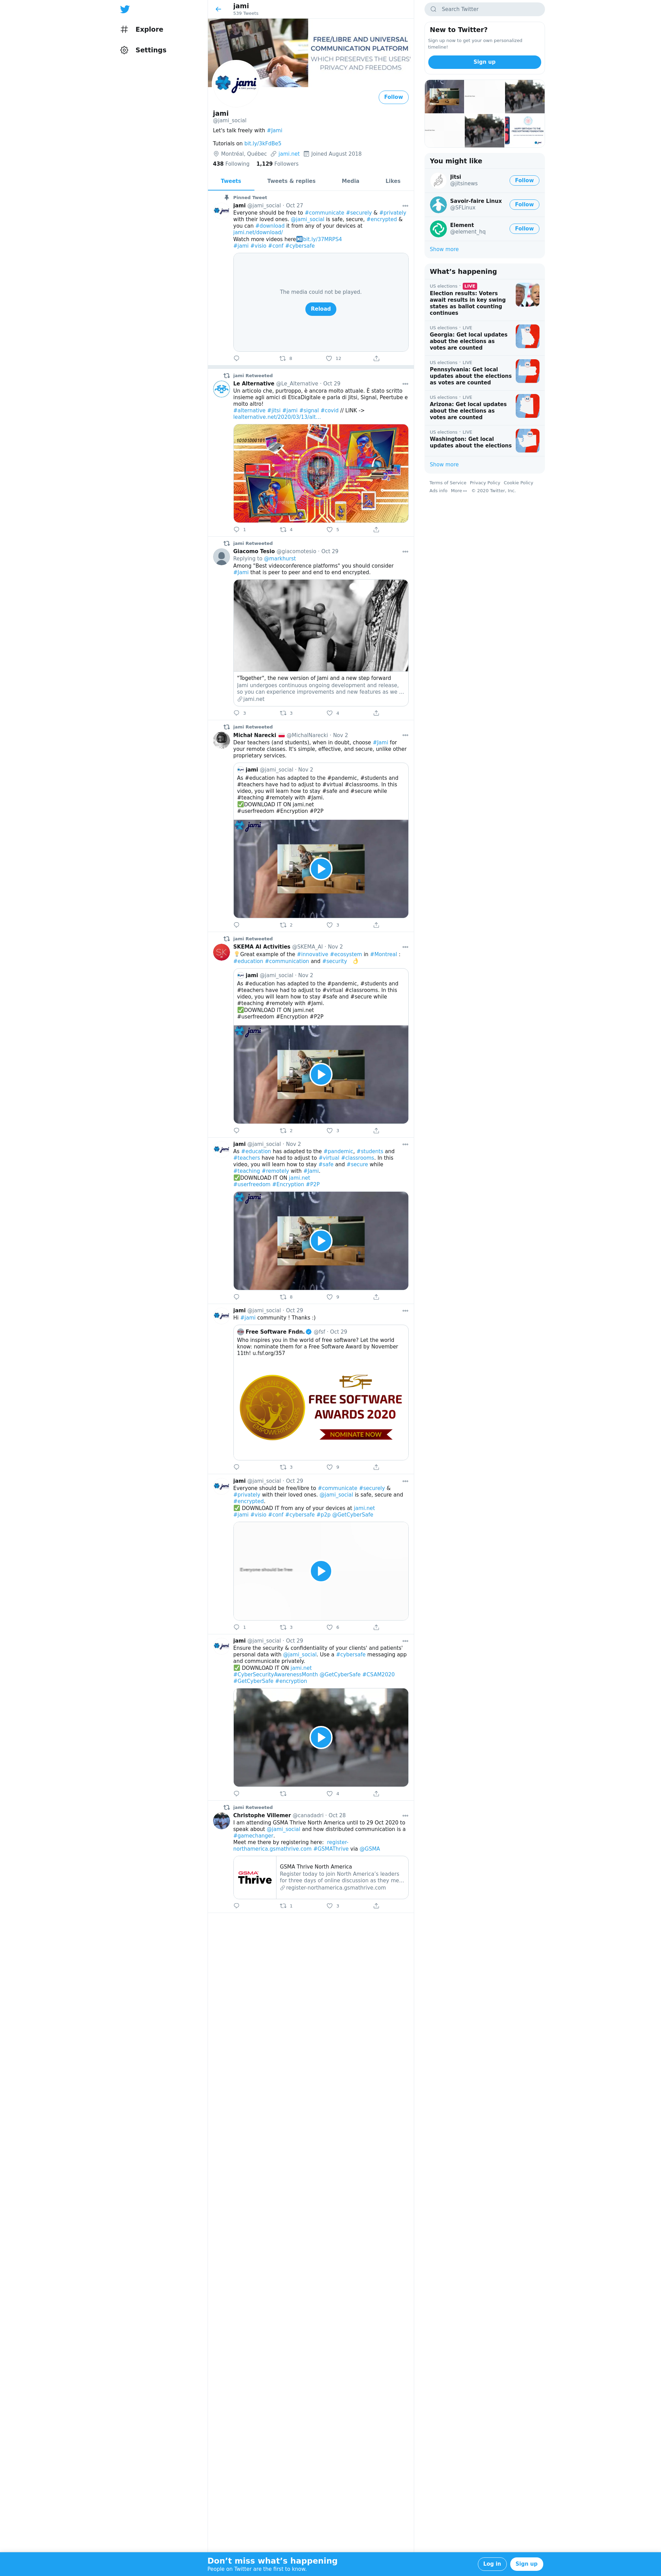 Explore
Settings
jami
539 Tweets
FREE/LIBRE AND UNIVERSAL
COMMUNICATION PLATFORM
WHICH PRESERVES THE USERS'
PRIVACY AND FREEDOMS
jami
Follow
jami
@jami_social
Let's talk freely with #Jami
Tutorials on bit.ly/3kFdBe5
Montréal, Québec jami.net Joined August 2018
438 Following 1,129 Followers
Tweets Tweets & replies Media Likes
Pinned Tweet
jami @jami_social · Oct 27
Everyone should be free to #communicate #securely & #privately
with their loved ones. @jami_social is safe, secure, #encrypted &
you can #download it from any of your devices at
jami.net/download/
Watch more videos here bit.ly/37MRPS4
#Jami #visio #conf #cybersafe
The media could not be played.
Reload
8 12
jami Retweeted
Le Alternative @Le_Alternative · Oct 29
Un articolo che, purtroppo, è ancora molto attuale. È stato scritto
insieme agli amici di EticaDigitale e parla di Jitsi, Signal, Peertube e
molto altro!
#alternative #jitsi #jami #signal #covid // LINK ->
lealternative.net/2020/03/13/alt...
1 4 5
jami Retweeted
Giacomo Tesio @giacomotesio · Oct 29
Replying to @markhurst
Among "Best videoconference platforms" you should consider
#Jami that is peer to peer and end to end encrypted.
"Together", the new version of Jami and a new step forward
Jami undergoes continuous ongoing development and release,
so you can experience improvements and new features as we ...
jami.net
3 3 4
jami Retweeted
Michał Narecki @MichalNarecki · Nov 2
Dear teachers (and students), when in doubt, choose #Jami for
your remote classes. It's simple, effective, and secure, unlike other
proprietary services.
jami @jami_social · Nov 2
As #education has adapted to the #pandemic, #students and
#teachers have had to adjust to #virtual #classrooms. In this
video, you will learn how to stay #safe and #secure while
#teaching #remotely with #Jami.
✅DOWNLOAD IT ON jami.net
#userfreedom #Encryption #P2P
jami
2 3
jami Retweeted
SKEMA AI Activities @SKEMA_AI · Nov 2
💡Great example of the #innovative #ecosystem in #Montreal :
#education #communication and #security 👌
jami @jami_social · Nov 2
As #education has adapted to the #pandemic, #students and
#teachers have had to adjust to #virtual #classrooms. In this
video, you will learn how to stay #safe and #secure while
#teaching #remotely with #Jami.
✅DOWNLOAD IT ON jami.net
#userfreedom #Encryption #P2P
jami
2 3
jami @jami_social · Nov 2
As #education has adapted to the #pandemic, #students and
#teachers have had to adjust to #virtual #classrooms. In this
video, you will learn how to stay #safe and #secure while
#teaching #remotely with #Jami.
✅DOWNLOAD IT ON jami.net
#userfreedom #Encryption #P2P
jami
9
jami @jami_social · Oct 29
Hi #Jami community ! Thanks :)
Free Software Fndn. @fsf · Oct 29
Who inspires you in the world of free software? Let the world
know: nominate them for a Free Software Award by November
11th! u.fsf.org/357
FSF
FREE SOFTWARE
AWARDS 2020
NOMINATE NOW
3 9
jami @jami_social · Oct 29
Everyone should be free/libre to #communicate #securely &
#privately with their loved ones. @jami_social is safe, secure and
#encrypted.
✅ DOWNLOAD IT from any of your devices at jami.net
#Jami #visio #conf #cybersafe #p2p @GetCyberSafe
Everyone should be free
1 3 6
jami @jami_social · Oct 29
Ensure the security & confidentiality of your clients' and patients'
personal data with @jami_social. Use a #cybersafe messaging app
and communicate privately.
✅ DOWNLOAD IT ON jami.net
#CyberSecurityAwarenessMonth @GetCyberSafe #CSAM2020
#GetCyberSafe #encryption
4
jami Retweeted
Christophe Villemer @canadadri · Oct 28
I am attending GSMA Thrive North America until to 29 Oct 2020 to
speak about @jami_social and how distributed communication is a
#gamechanger.
Meet me there by registering here: register-
northamerica.gsmathrive.com #GSMAThrive via @GSMA
GSMA
Thrive
GSMA Thrive North America
Register today to join North America's leaders
for three days of online discussion as they me...
register-northamerica.gsmathrive.com
1 3
Search Twitter
New to Twitter?
Sign up now to get your own personalized
timeline!
Sign up
You might like
Jitsi
@jitsinews
Follow
Savoir-faire Linux
@SFLinux
Follow
Element
@element_hq
Follow
Show more
What's happening
US elections · LIVE
Election results: Voters
await results in key swing
states as ballot counting
continues
US elections · LIVE
Georgia: Get local updates
about the elections as
votes are counted
US elections · LIVE
Pennsylvania: Get local
updates about the elections
as votes are counted
US elections · LIVE
Arizona: Get local updates
about the elections as
votes are counted
US elections · LIVE
Washington: Get local
updates about the elections
Show more
Terms of Service Privacy Policy Cookie Policy
Ads info More © 2020 Twitter, Inc.
Don't miss what's happening
People on Twitter are the first to know.
Log in
Sign up